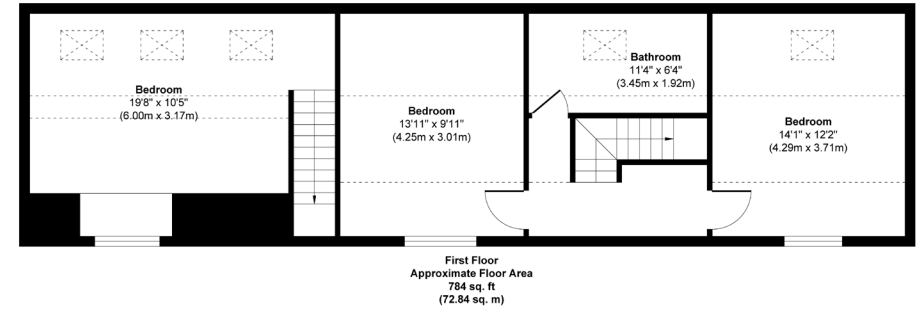 Bedroom
19'8" x 10'5"
(6.00m x 3.17m)
Bedroom
13'11" x 9'11"
(4.25m x 3.01m)
Bathroom
11'4" x 6'4"
(3.45m x 1.92m)
Bedroom
14'1" x 12'2"
(4.29m x 3.71m)
First Floor
Approximate Floor Area
784 sq. ft
(72.84 sq. m)